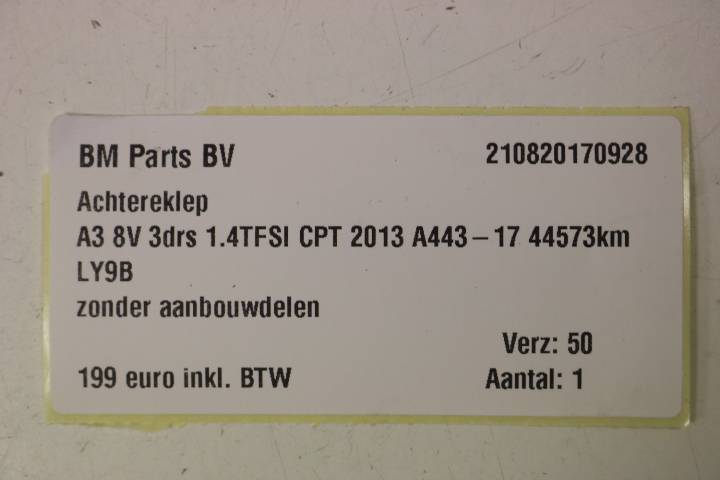 BM Parts BV 210820170928
Achtereklep
A3 8V 3drs 1.4TFSI CPT 2013 A443-17 44573km
LY9B
zonder aanbouwdelen
Verz: 50
199 euro inkl. BTW Aantal: 1